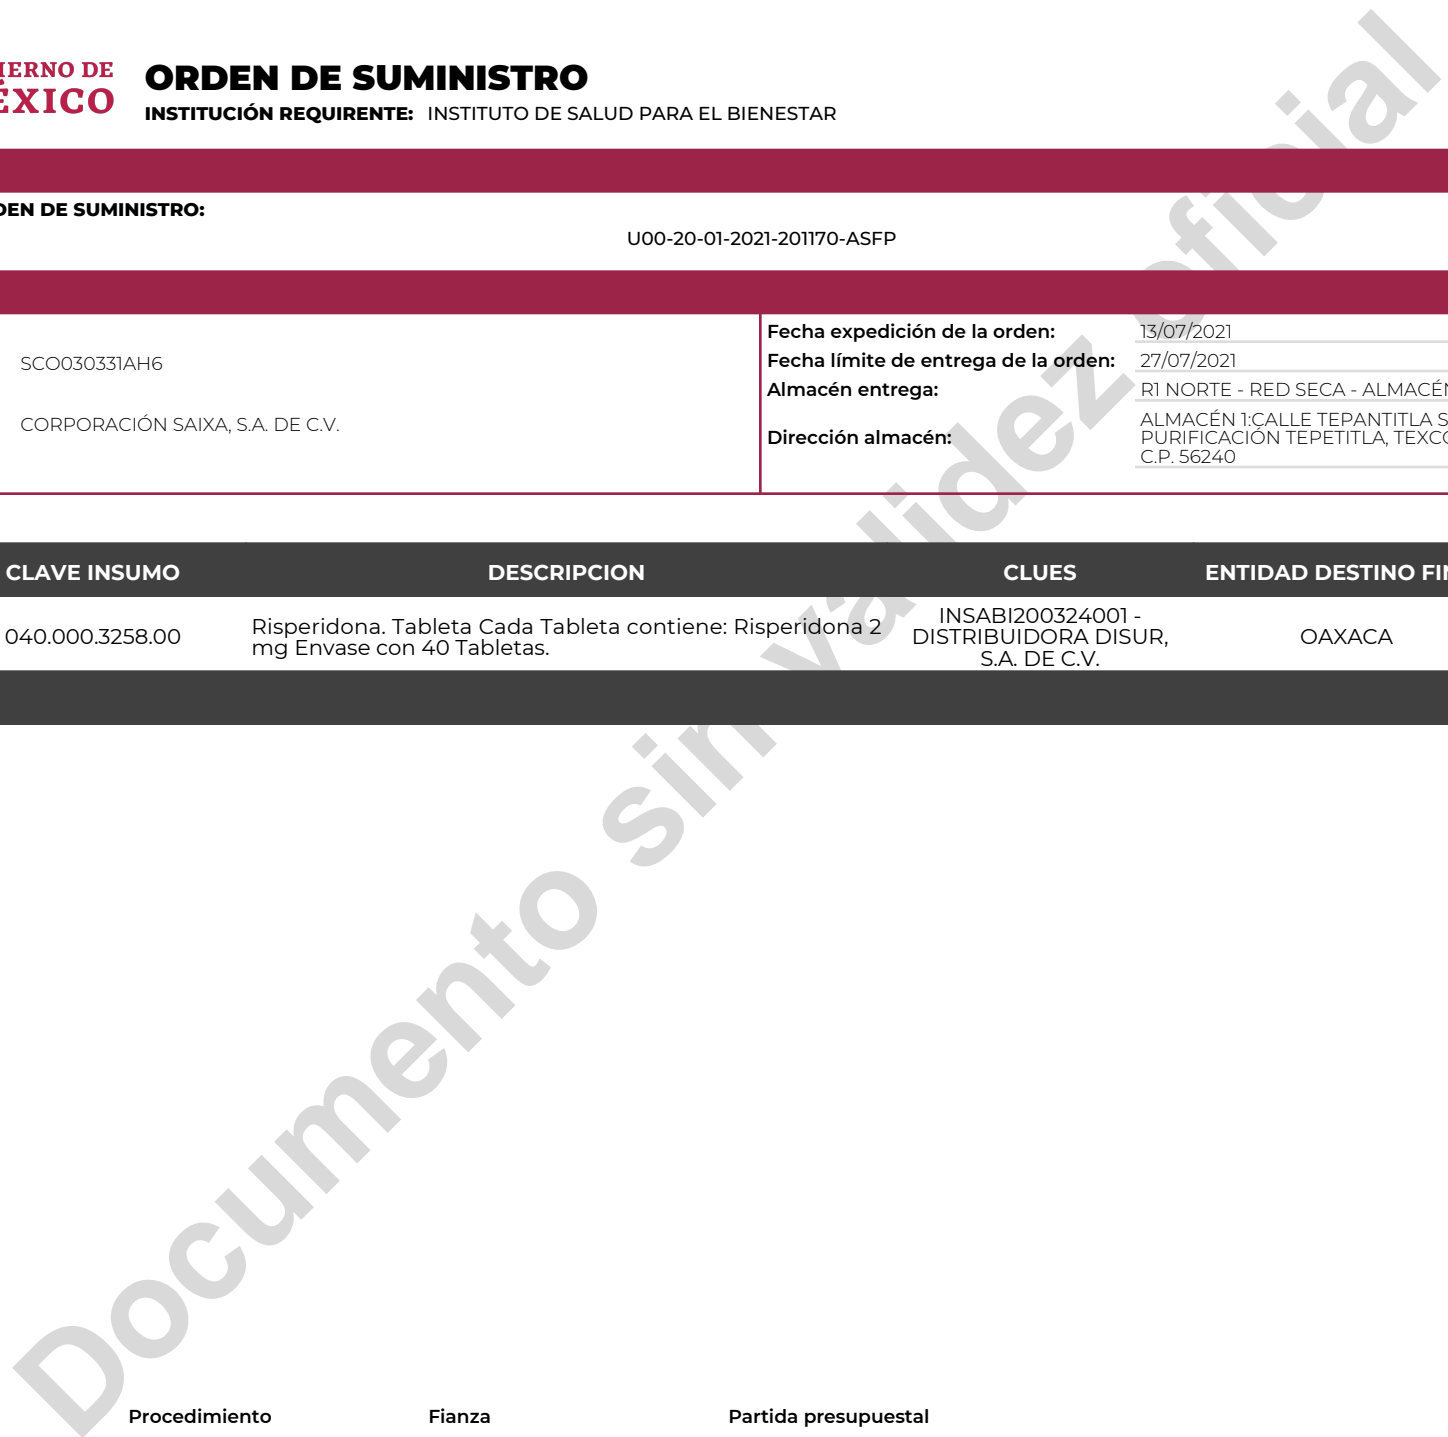 IERNO DE
ÉXICO
ORDEN DE SUMINISTRO
INSTITUCIÓN REQUIRENTE: INSTITUTO DE SALUD PARA EL BIENESTAR
DEN DE SUMINISTRO:
U00-20-01-2021-201170-ASFP
SCO030331AH6
CORPORACIÓN SAIXA, S.A. DE C.V.
Fecha expedición de la orden: 13/07/2021
Fecha límite de entrega de la orden: 27/07/2021
Almacén entrega: R1 NORTE - RED SECA - ALMACÉN
Dirección almacén:
ALMACÉN 1:CALLE TEPANTITLA S
PURIFICACIÓN TEPETITLA, TEXCO
C.P. 56240
CLAVE INSUMO DESCRIPCION CLUES ENTIDAD DESTINO FIN
040.000.3258.00
Risperidona. Tableta Cada Tableta contiene: Risperidona 2
mg Envase con 40 Tabletas.
INSABI200324001 -
DISTRIBUIDORA DISUR,
S.A. DE C.V.
OAXACA
Documento sin validez oficial
Procedimiento Fianza Partida presupuestal